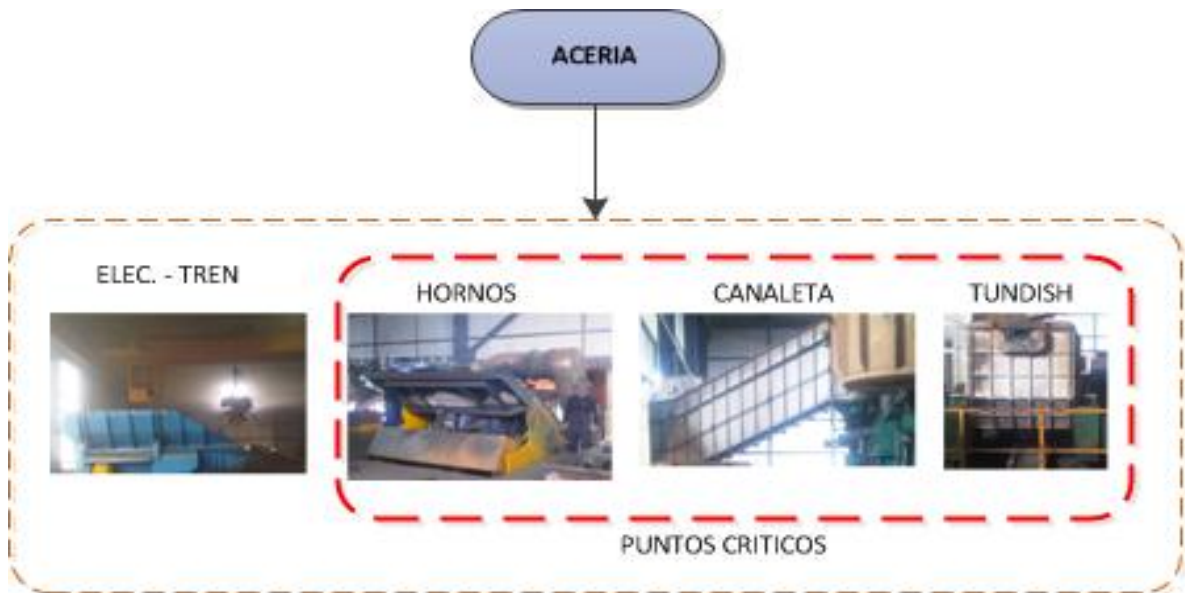 ACERIA
ELEC. - TREN
HORNOS
CANALETA
TUNDISH
PUNTOS CRITICOS